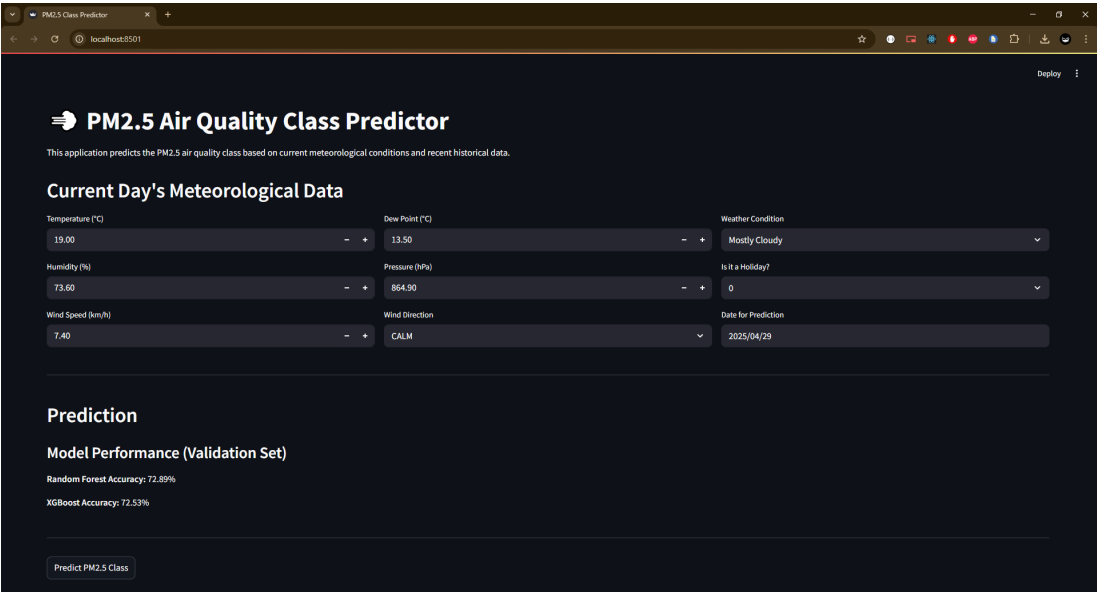 PM2.5 Class Predictor
localhost:8501
Deploy
PM2.5 Air Quality Class Predictor
This application predicts the PM2.5 air quality class based on current meteorological conditions and recent historical data.
Current Day's Meteorological Data
Temperature (°C) Dew Point (°C) Weather Condition
19.00 − + 13.50 − + Mostly Cloudy
Humidity (%) Pressure (hPa) Is it a Holiday?
73.60 − + 864.90 − + 0
Wind Speed (km/h) Wind Direction Date for Prediction
7.40 − + CALM 2025/04/29
Prediction
Model Performance (Validation Set)
Random Forest Accuracy: 72.89%
XGBoost Accuracy: 72.53%
Predict PM2.5 Class